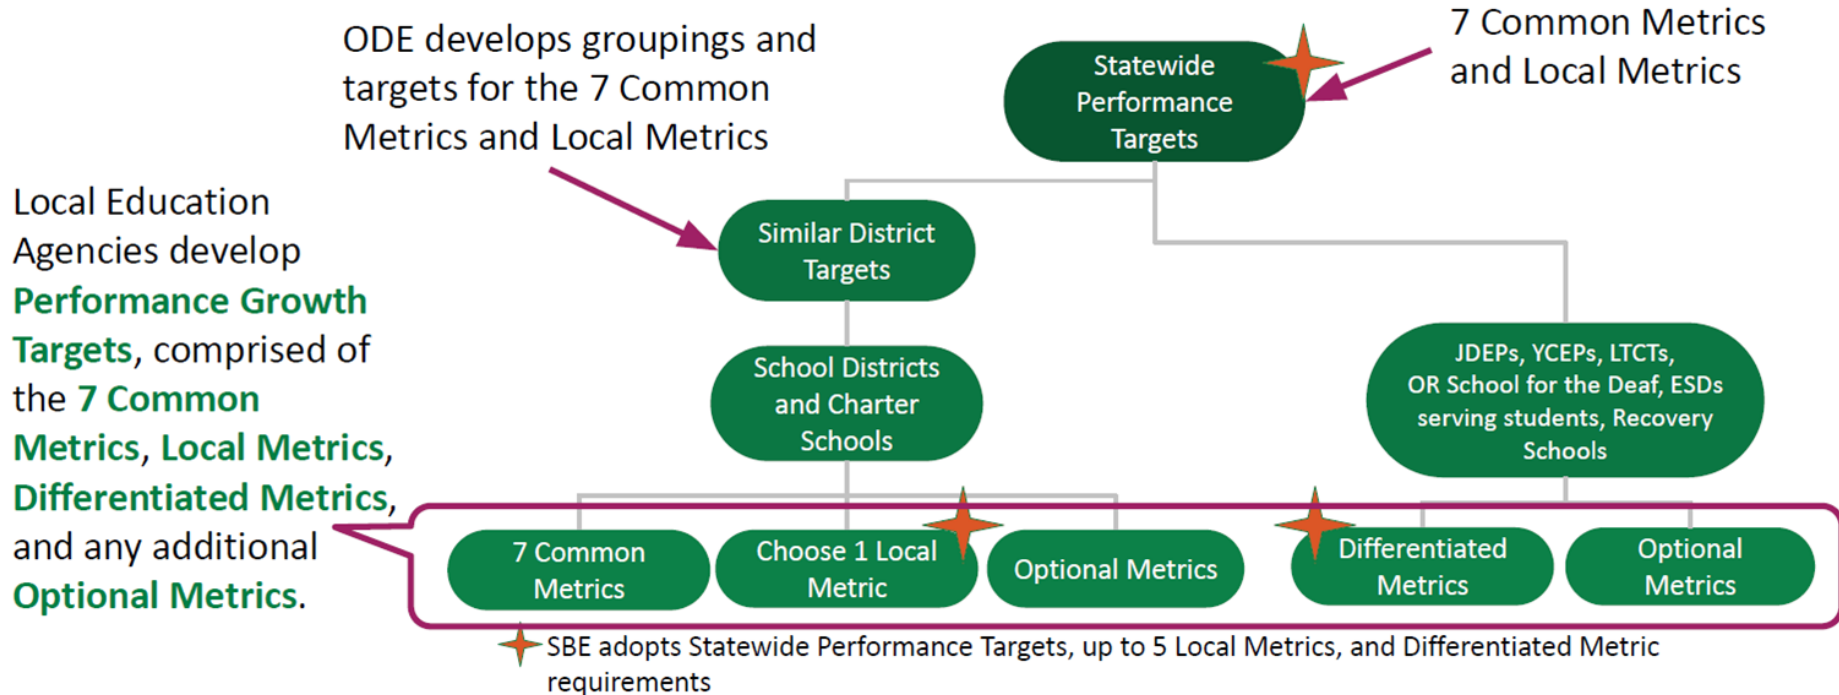 ODE develops groupings and
targets for the 7 Common
Metrics and Local Metrics
7 Common Metrics
and Local Metrics
Statewide
Performance
Targets
Local Education
Agencies develop
Performance Growth
Targets, comprised of
the 7 Common
Metrics, Local Metrics,
Differentiated Metrics,
and any additional
Optional Metrics.
Similar District
Targets
School Districts
and Charter
Schools
JDEPs, YCEPs, LTCTs,
OR School for the Deaf, ESDs
serving students, Recovery
Schools
7 Common
Metrics
Choose 1 Local
Metric
Optional Metrics
Differentiated
Metrics
Optional
Metrics
SBE adopts Statewide Performance Targets, up to 5 Local Metrics, and Differentiated Metric
requirements